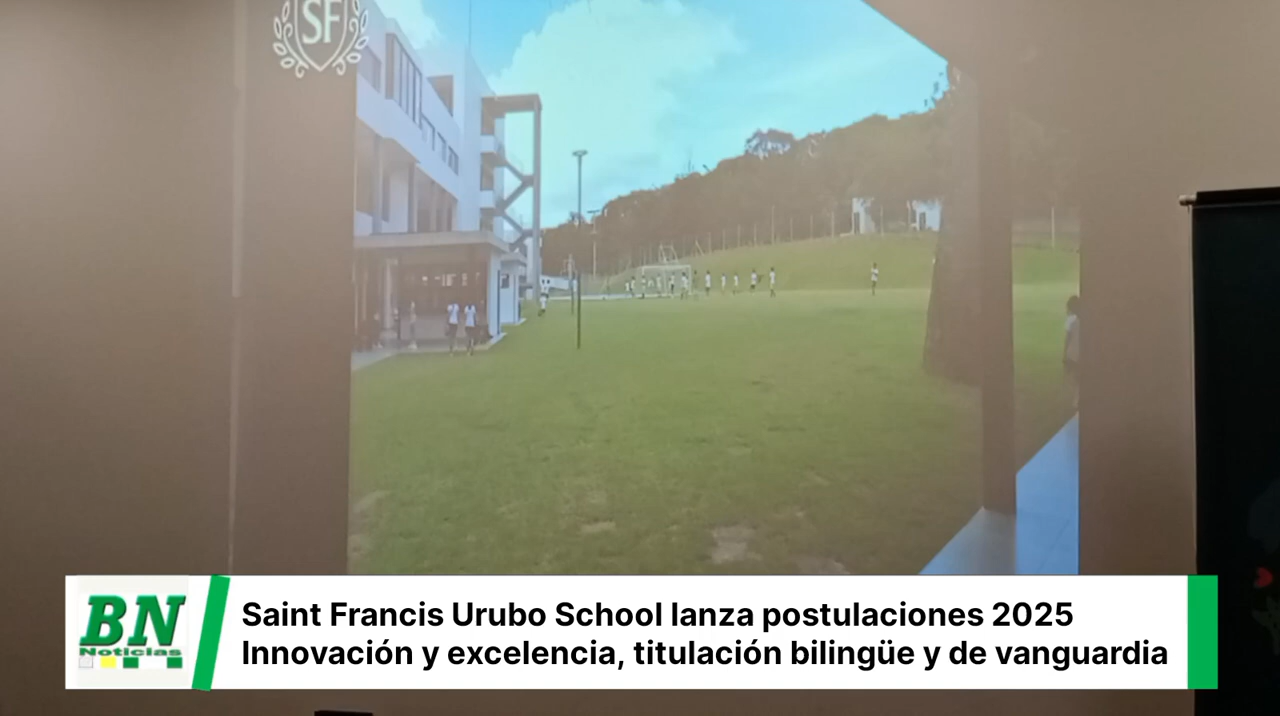 SF
Saint Francis Urubo School lanza postulaciones 2025
BN
Innovación y excelencia, titulación bilingüe y de vanguardia
Noticias